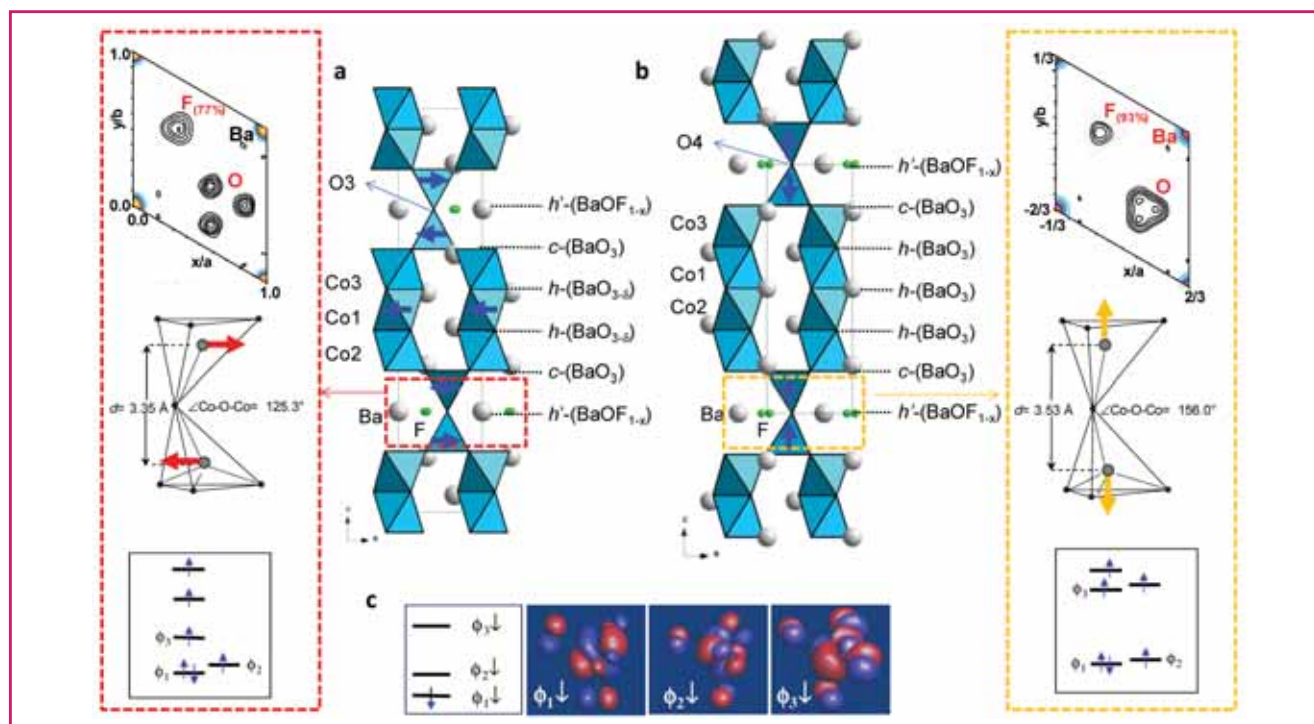 1.0
y/b
0.0
0.0
x/a
1.0
F(77%)
Ba
O
d= 3.35 Å
∠Co-O-Co= 125.3°
ϕ3
ϕ1
ϕ2
a
O3
Co3
Co1
Co2
Ba
F
h'-(BaOF1-x)
c-(BaO3)
h-(BaO3-δ)
h-(BaO3-δ)
c-(BaO3)
h'-(BaOF1-x)
c
a
b
O4
Co3
Co1
Co2
Ba
F
h'-(BaOF1-x)
c-(BaO3)
h-(BaO3)
h-(BaO3)
h-(BaO3)
c-(BaO3)
h'-(BaOF1-x)
c
a
1/3
y/b
-2/3
-1/3
x/a
2/3
F(93%)
Ba
O
d= 3.53 Å
∠Co-O-Co= 156.0°
ϕ3
ϕ1
ϕ2
c
ϕ3↓
ϕ2↓
ϕ1↓
ϕ1↓
ϕ2↓
ϕ3↓